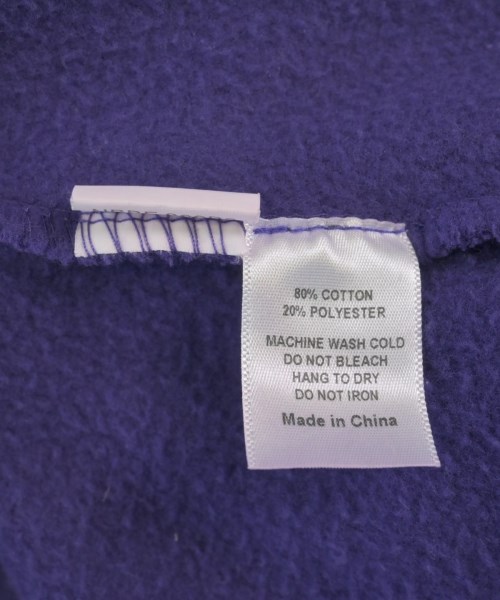 80% COTTON
20% POLYESTER
MACHINE WASH COLD
DO NOT BLEACH
HANG TO DRY
DO NOT IRON
Made in China